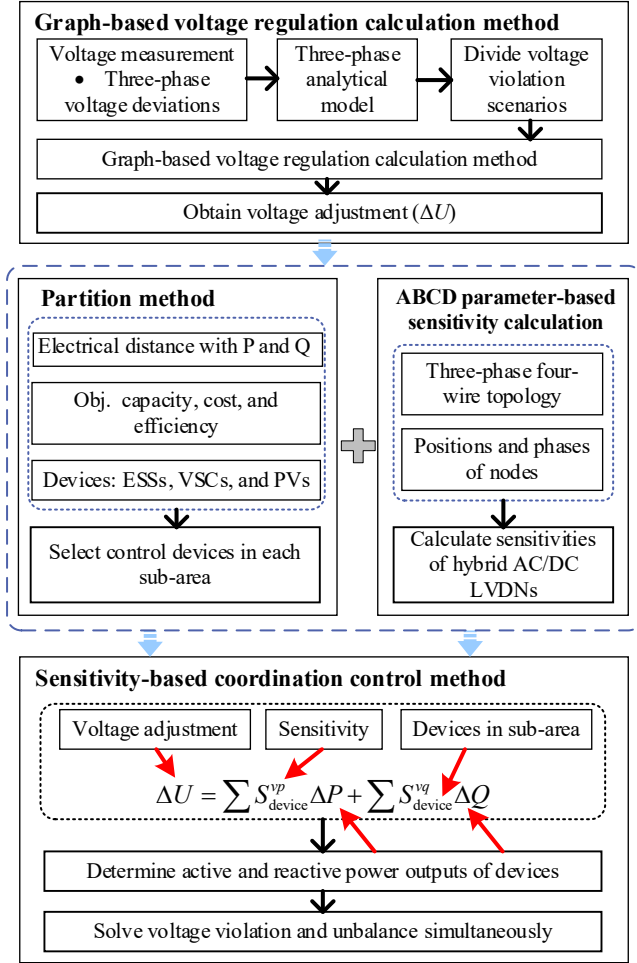 Graph-based voltage regulation calculation method
Voltage measurement
• Three-phase
voltage deviations
Three-phase
analytical
model
Divide voltage
violation
scenarios
Graph-based voltage regulation calculation method
Obtain voltage adjustment (ΔU)
Partition method
Electrical distance with P and Q
Obj. capacity, cost, and
efficiency
Devices: ESSs, VSCs, and PVs
Select control devices in each
sub-area
ABCD parameter-based
sensitivity calculation
Three-phase four-
wire topology
Positions and phases
of nodes
Calculate sensitivities
of hybrid AC/DC
LVDNs
Sensitivity-based coordination control method
Voltage adjustment
Sensitivity
Devices in sub-area
ΔU = ∑ S^{vp}_{device} ΔP + ∑ S^{vq}_{device} ΔQ
Determine active and reactive power outputs of devices
Solve voltage violation and unbalance simultaneously